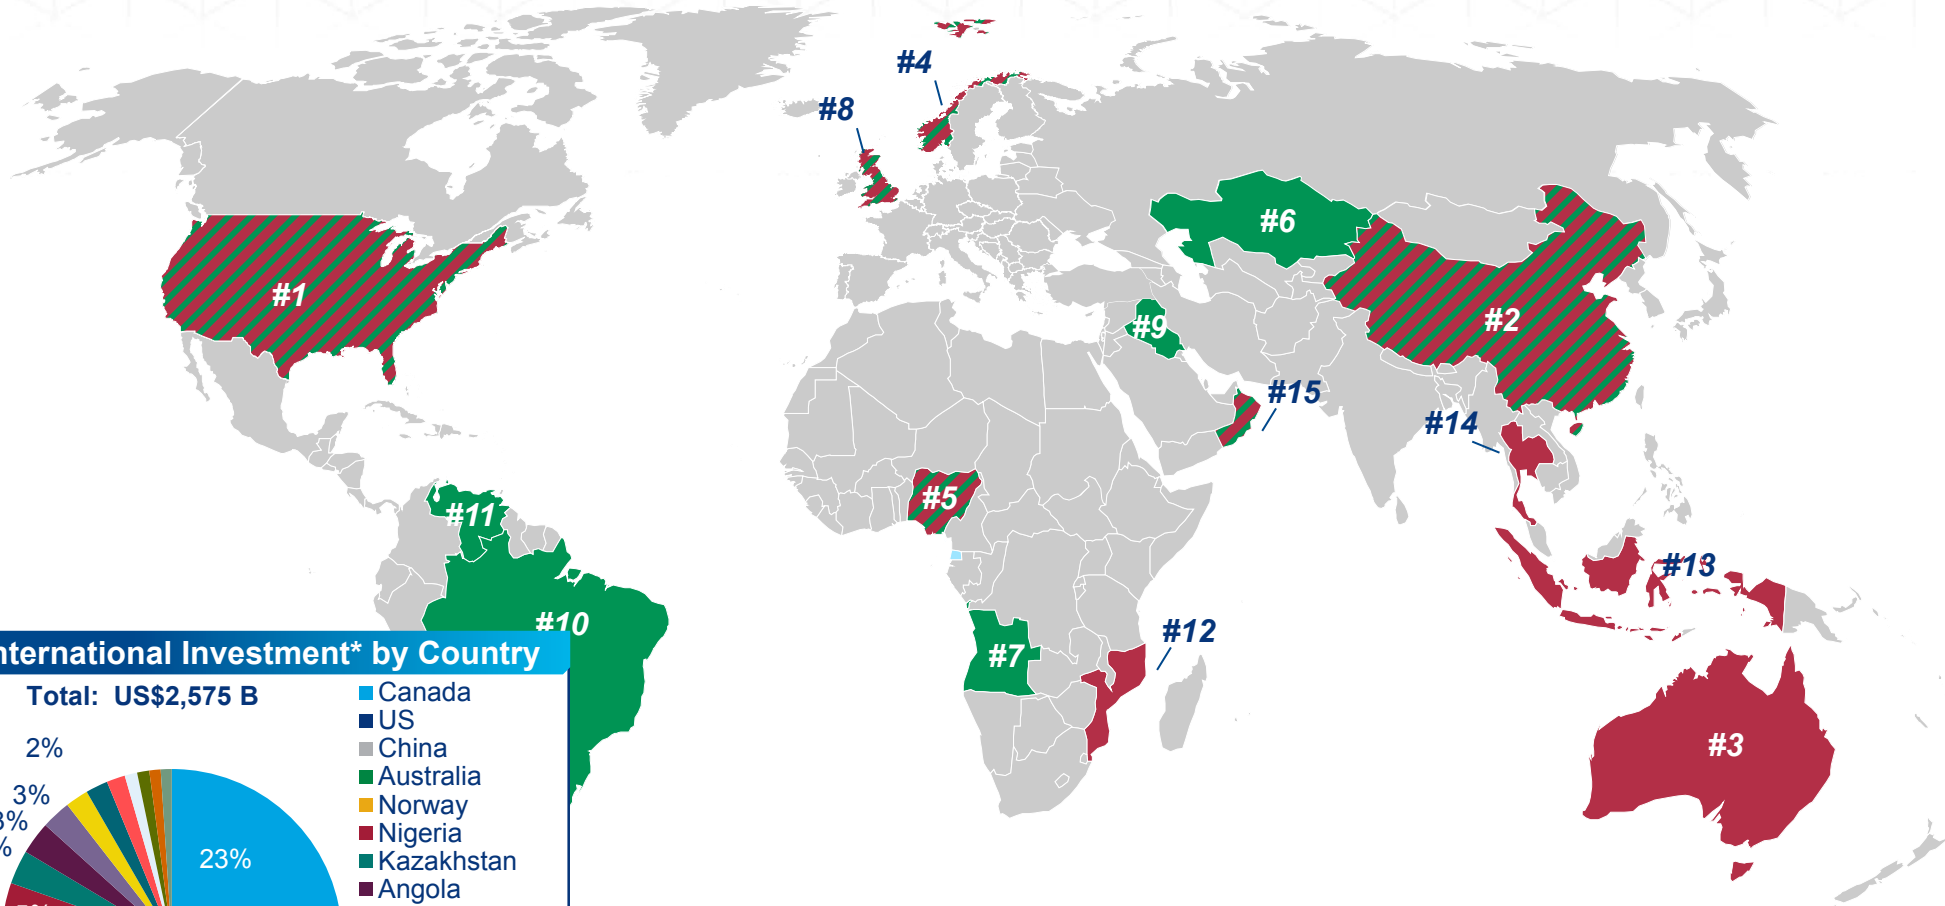 #4
#8
#6
#1
#2
#9
#15
#14
#11
#5
#13
#10
#12
#7
#3
International Investment* by Country
Total: US$2,575 B
Canada
US
China
Australia
Norway
Nigeria
Kazakhstan
Angola
2%
3%
23%